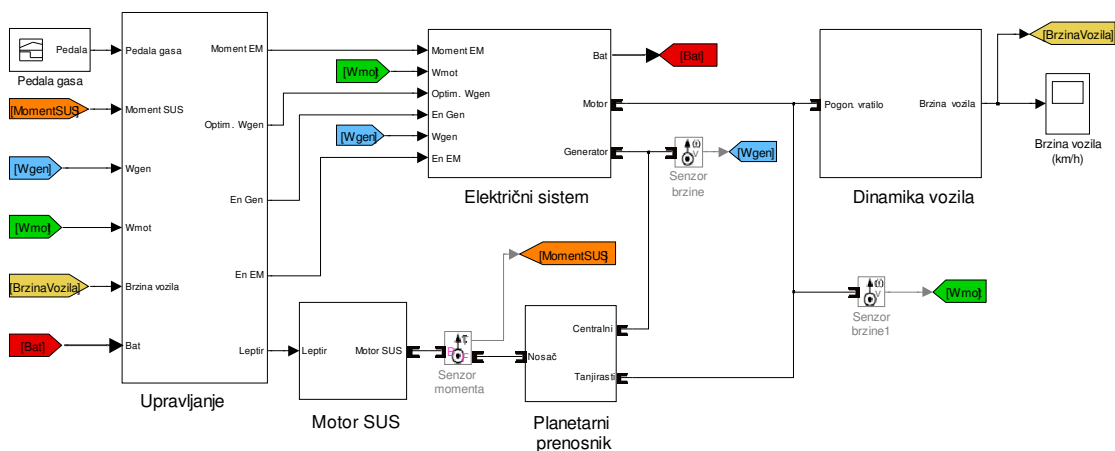 Pedala
Pedala gasa
[MomentSUS]
[Wgen]
[Wmot]
[BrzinaVozila]
[Bat]
Pedala gasa
Moment SUS
Wgen
Wmot
Brzina vozila
Bat
Moment EM
Optim. Wgen
En Gen
En EM
Leptir
Upravljanje
[Wmot]
[Wgen]
Moment EM
Wmot
Optim. Wgen
En Gen
Wgen
En EM
Bat
Motor
Generator
Električni sistem
[Bat]
Senzor
brzine
[Wgen]
Pogon. vratilo
Brzina vozila
Dinamika vozila
[BrzinaVozila]
Brzina vozila
(km/h)
Leptir
Motor SUS
Motor SUS
Senzor
momenta
[MomentSUS]
Nosač
Centralni
Tanjirasti
Planetarni
prenosnik
Senzor
brzine1
[Wmot]